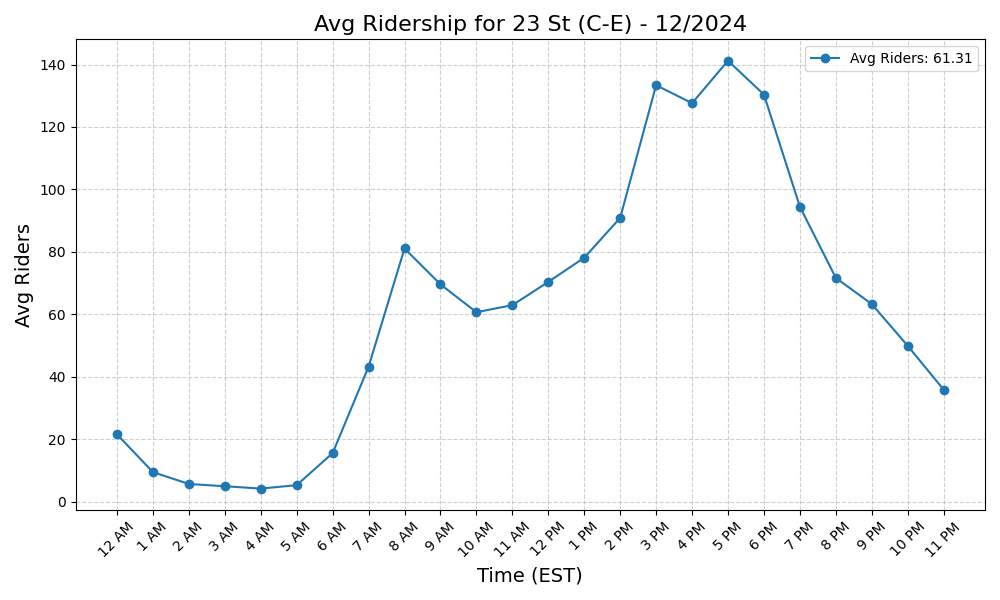 Avg Ridership for 23 St (C-E) - 12/2024
Avg Riders: 61.31
Avg Riders
140
120
100
80
60
40
20
0
12 AM
1 AM
2 AM
3 AM
4 AM
5 AM
6 AM
7 AM
8 AM
9 AM
10 AM
11 AM
12 PM
1 PM
2 PM
3 PM
4 PM
5 PM
6 PM
7 PM
8 PM
9 PM
10 PM
11 PM
Time (EST)